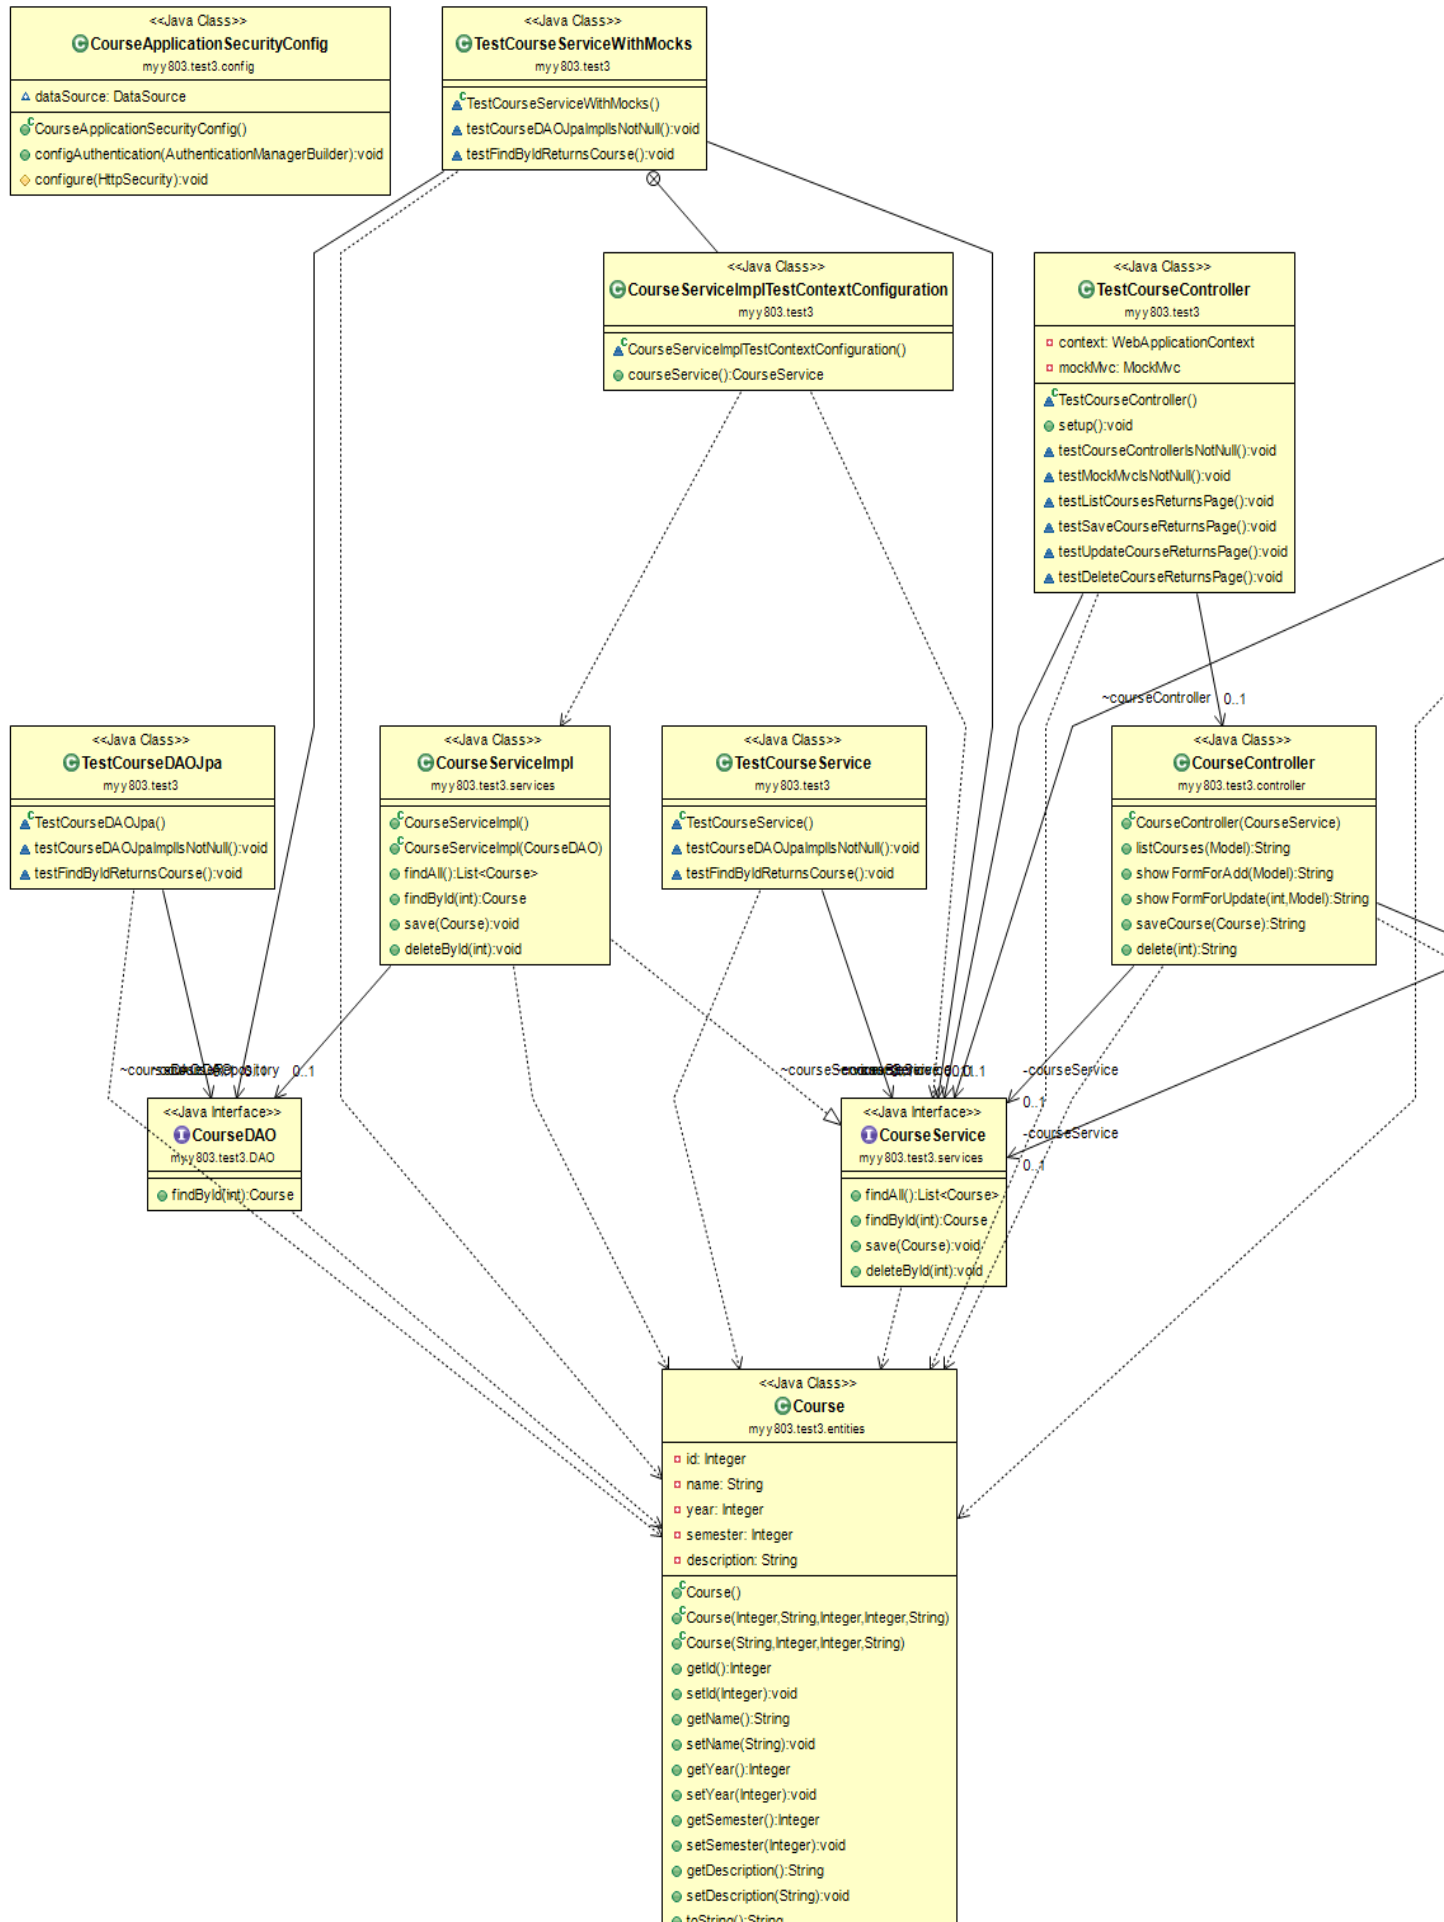 <<Java Class>>
CourseApplicationSecurityConfig
myy803.test3.config
dataSource: DataSource
CourseApplicationSecurityConfig()
configAuthentication(AuthenticationManagerBuilder):void
configure(HttpSecurity):void
<<Java Class>>
TestCourseServiceWithMocks
myy803.test3
TestCourseServiceWithMocks()
testCourseDAOJpaImplIsNotNull():void
testFindByIdReturnsCourse():void
<<Java Class>>
CourseServiceImplTestContextConfiguration
myy803.test3
CourseServiceImplTestContextConfiguration()
courseService():CourseService
<<Java Class>>
TestCourseController
myy803.test3
context: WebApplicationContext
mockMvc: MockMvc
TestCourseController()
setup():void
testCourseControllerIsNotNull():void
testMockMvcIsNotNull():void
testListCoursesReturnsPage():void
testSaveCourseReturnsPage():void
testUpdateCourseReturnsPage():void
testDeleteCourseReturnsPage():void
~courseController 0..1
<<Java Class>>
TestCourseDAOJpa
myy803.test3
TestCourseDAOJpa()
testCourseDAOJpaImplIsNotNull():void
testFindByIdReturnsCourse():void
<<Java Class>>
CourseServiceImpl
myy803.test3.services
CourseServiceImpl()
CourseServiceImpl(CourseDAO)
findAll():List<Course>
findById(int):Course
save(Course):void
deleteById(int):void
<<Java Class>>
TestCourseService
myy803.test3
TestCourseService()
testCourseDAOJpaImplIsNotNull():void
testFindByIdReturnsCourse():void
<<Java Class>>
CourseController
myy803.test3.controller
CourseController(CourseService)
listCourses(Model):String
showFormForAdd(Model):String
showFormForUpdate(int,Model):String
saveCourse(Course):String
delete(int):String
0..1
-courseService
0..1
-courseService
0..1
<<Java Interface>>
CourseDAO
myy803.test3.DAO
findById(int):Course
<<Java Interface>>
CourseService
myy803.test3.services
findAll():List<Course>
findById(int):Course
save(Course):void
deleteById(int):void
<<Java Class>>
Course
myy803.test3.entities
id: Integer
name: String
year: Integer
semester: Integer
description: String
Course()
Course(Integer,String,Integer,Integer,String)
Course(String,Integer,Integer,String)
getId():Integer
setId(Integer):void
getName():String
setName(String):void
getYear():Integer
setYear(Integer):void
getSemester():Integer
setSemester(Integer):void
getDescription():String
setDescription(String):void
toString():String